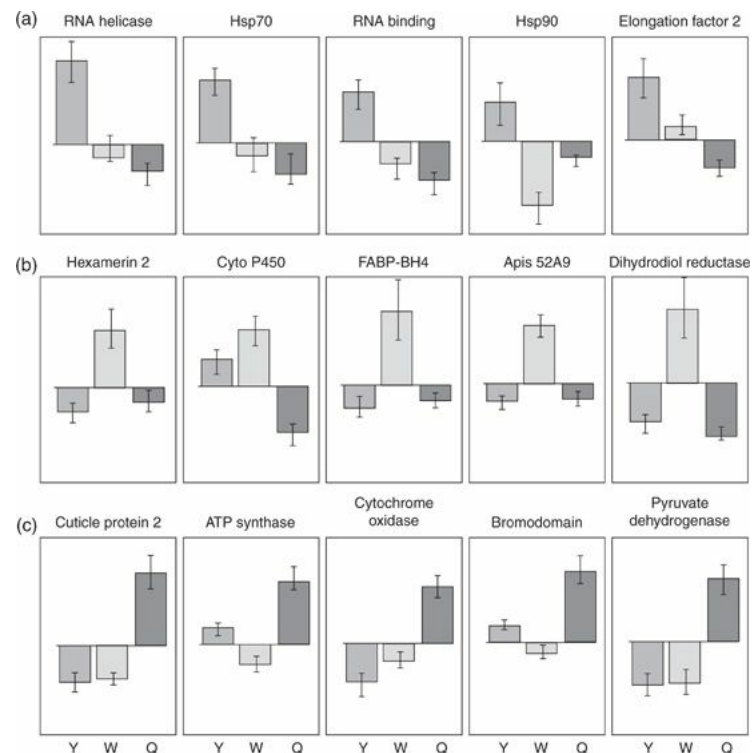 (a)
RNA helicase Hsp70 RNA binding Hsp90 Elongation factor 2
(b)
Hexamerin 2 Cyto P450 FABP-BH4 Apis 52A9 Dihydrodiol reductase
(c)
Cuticle protein 2 ATP synthase Cytochrome oxidase Bromodomain Pyruvate dehydrogenase
Y W Q Y W Q Y W Q Y W Q Y W Q